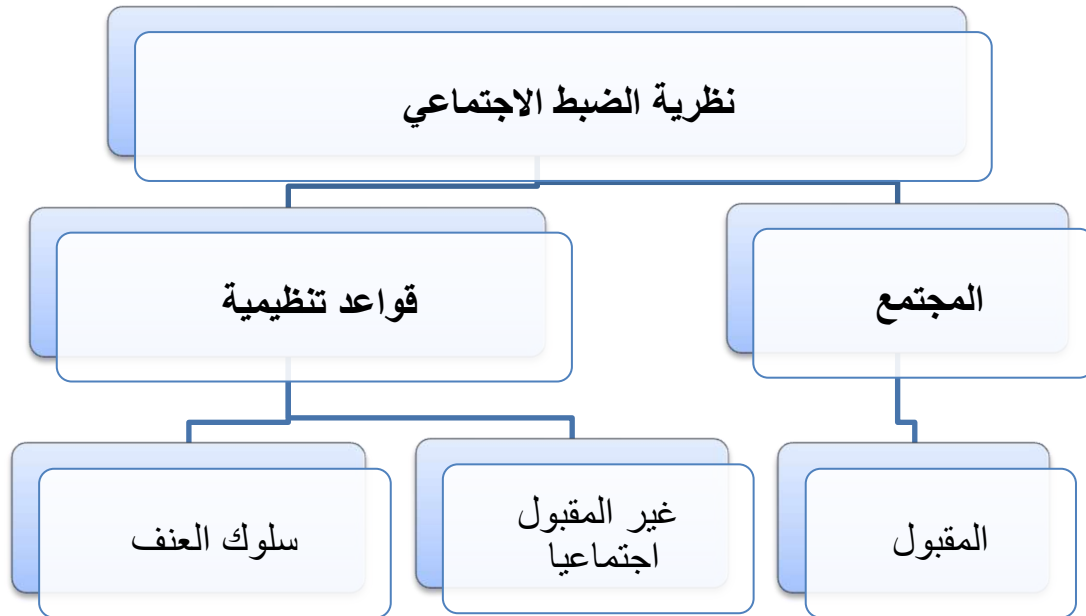 نظرية الضبط الاجتماعي
المجتمع
قواعد تنظيمية
المقبول
غير المقبول
اجتماعيا
سلوك العنف